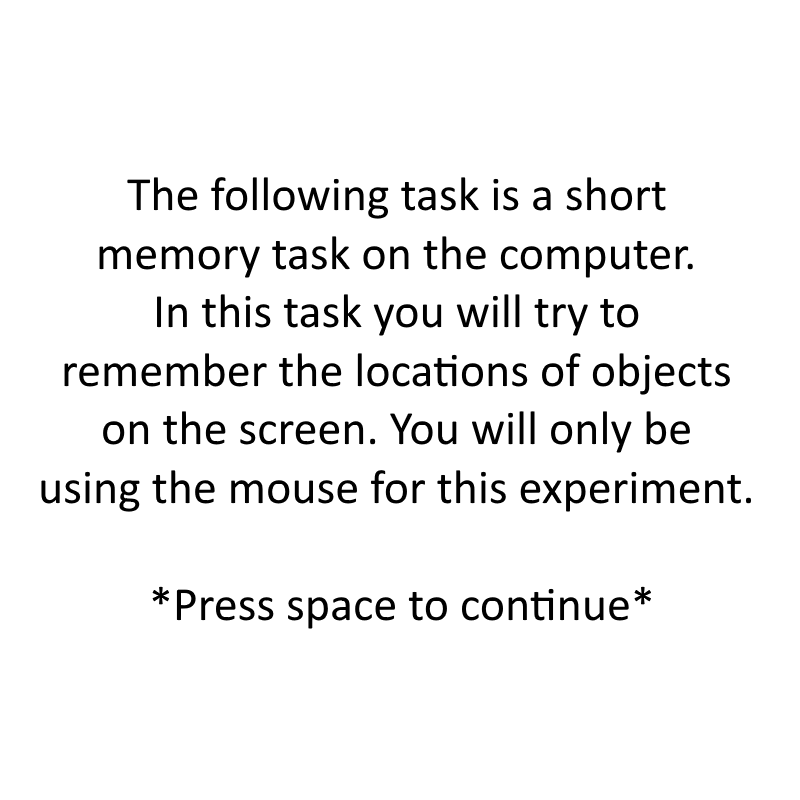 The following task is a short
memory task on the computer.
In this task you will try to
remember the locations of objects
on the screen. You will only be
using the mouse for this experiment.
*Press space to continue*